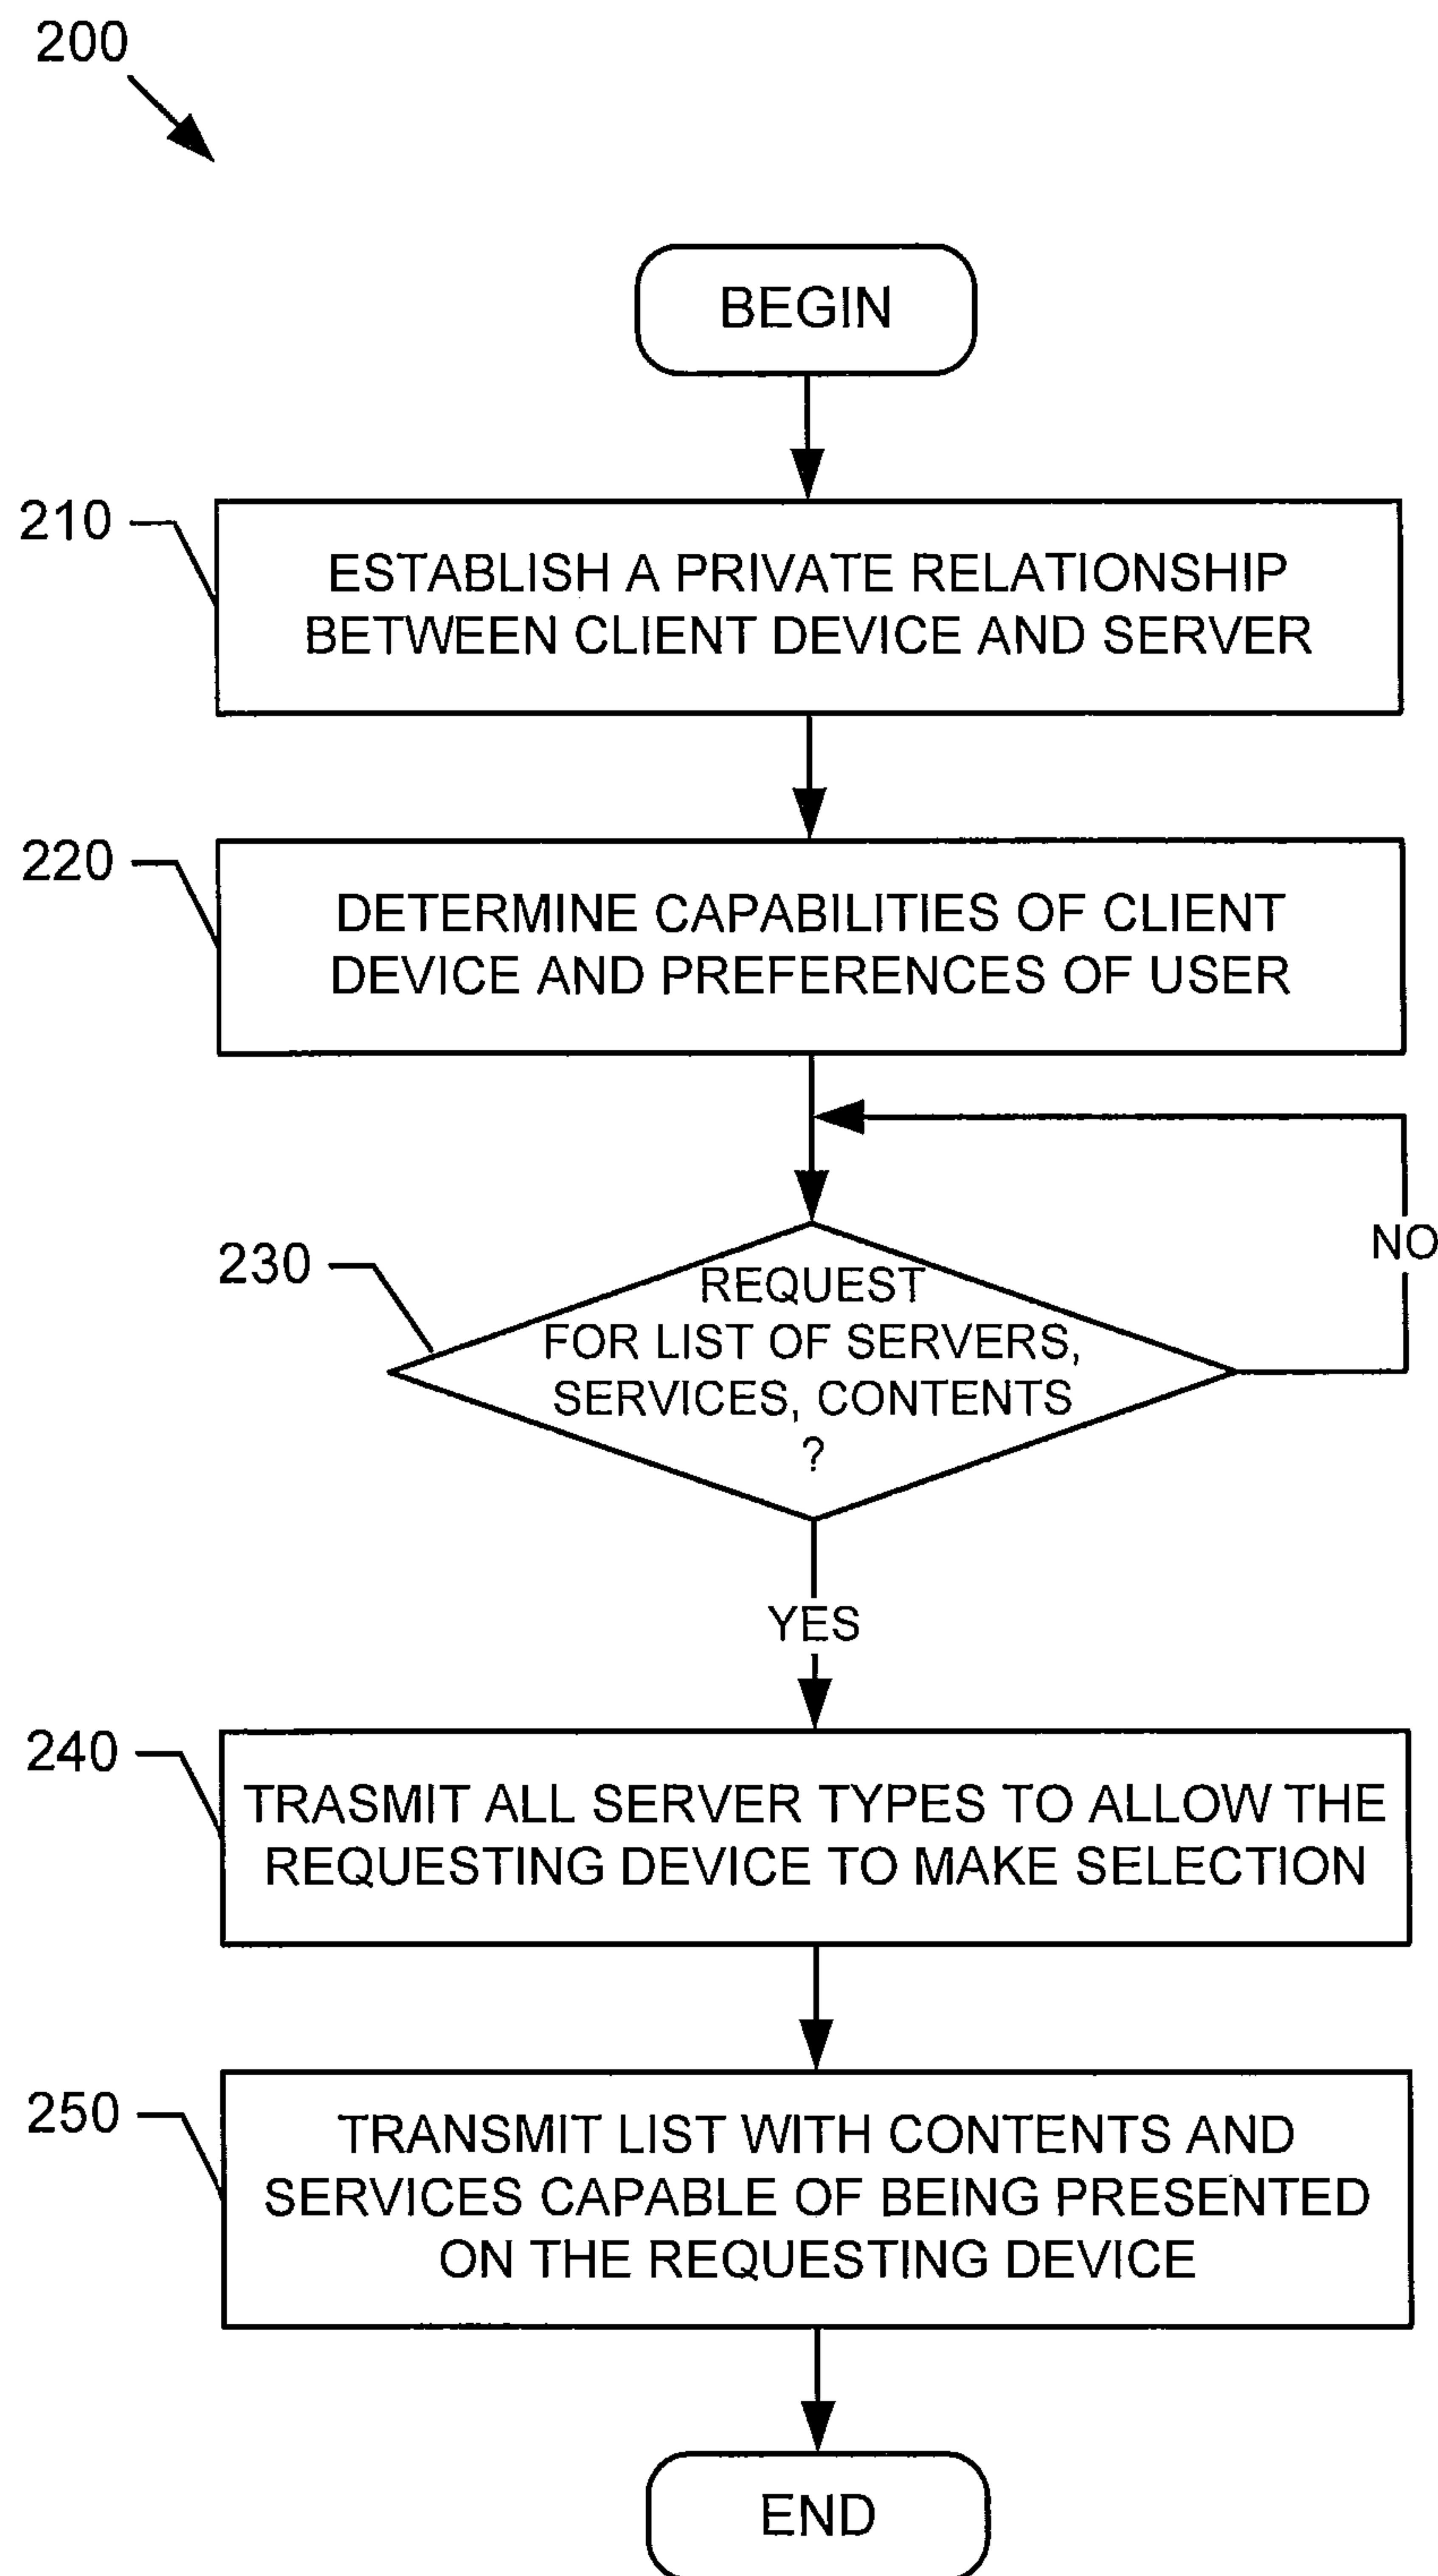 200
BEGIN
210
ESTABLISH A PRIVATE RELATIONSHIP
BETWEEN CLIENT DEVICE AND SERVER
220
DETERMINE CAPABILITIES OF CLIENT
DEVICE AND PREFERENCES OF USER
230
REQUEST
FOR LIST OF SERVERS,
SERVICES, CONTENTS
?
NO
YES
240
TRASMIT ALL SERVER TYPES TO ALLOW THE
REQUESTING DEVICE TO MAKE SELECTION
250
TRANSMIT LIST WITH CONTENTS AND
SERVICES CAPABLE OF BEING PRESENTED
ON THE REQUESTING DEVICE
END